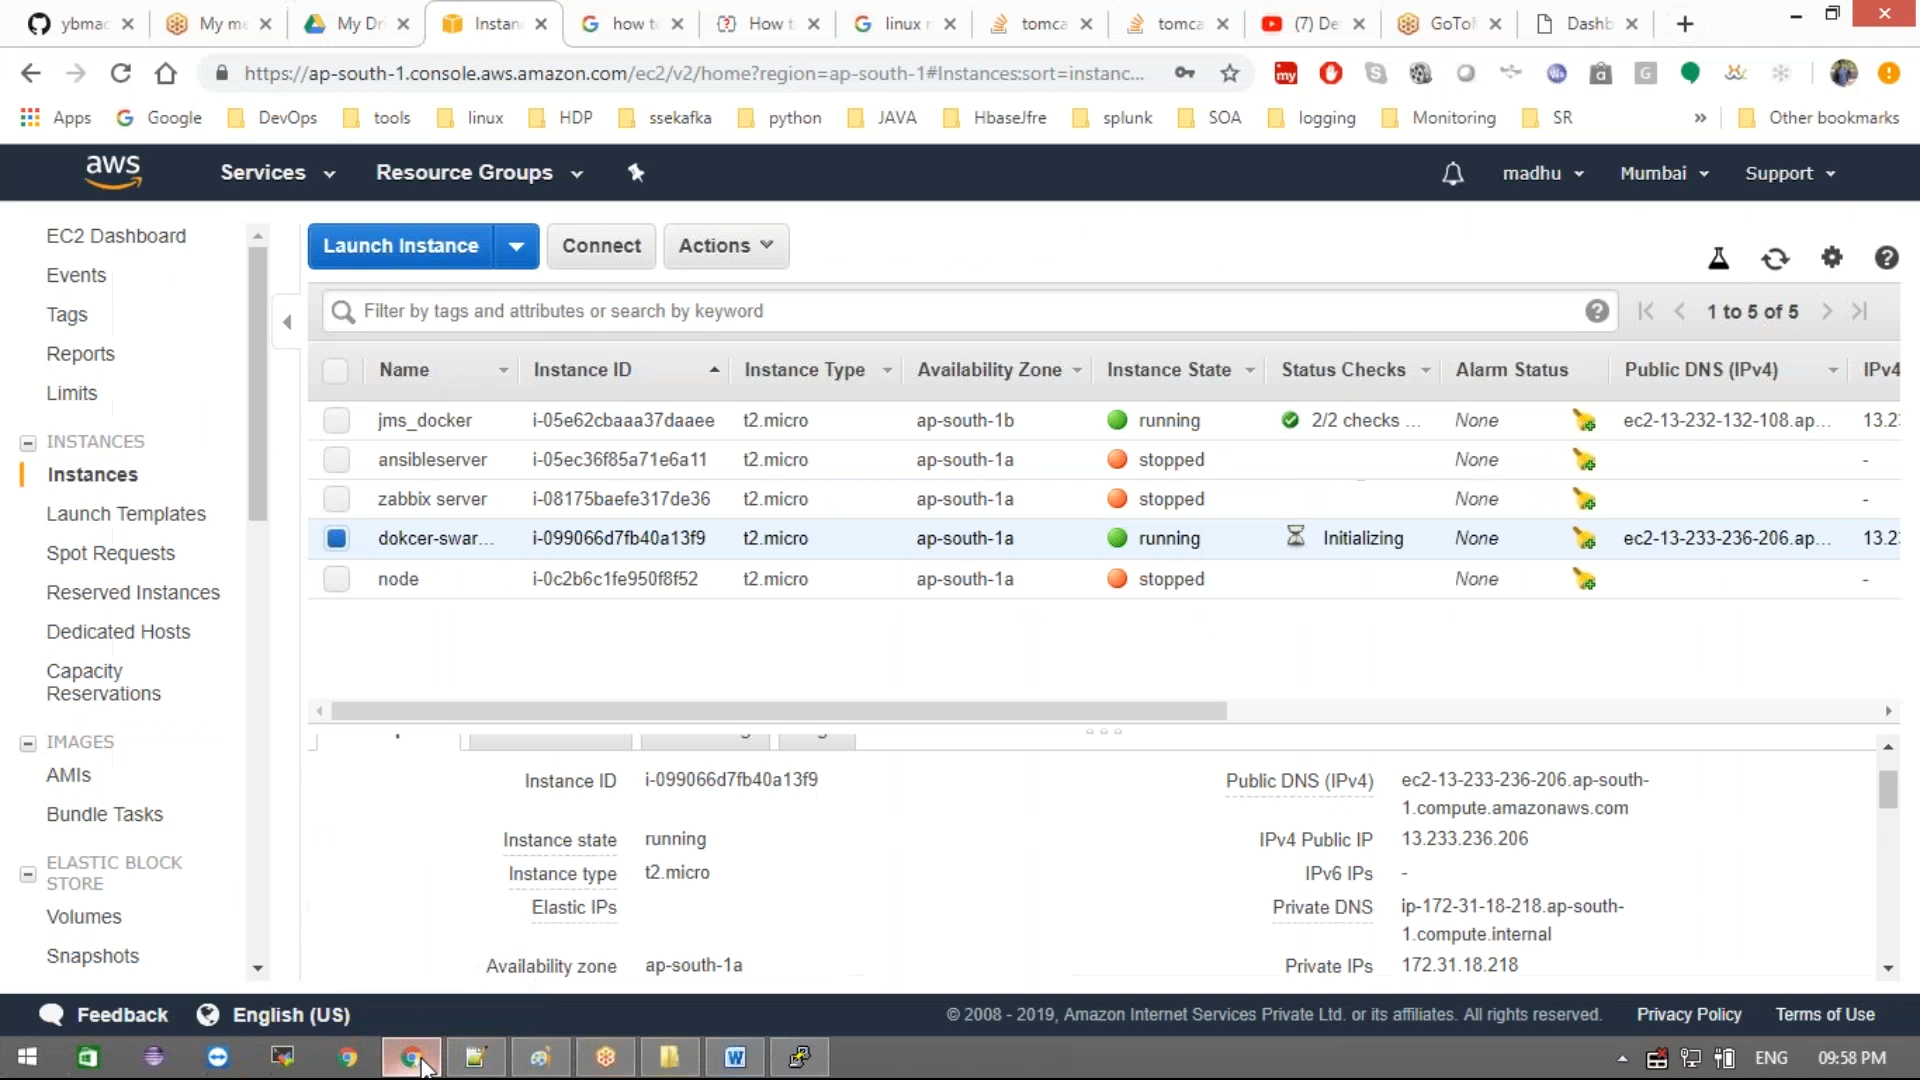 ybmac
My me
My Dri
Instan
how to
How t
linux r
tomca
tomca
(7) De
GoTo
Dashb
https://ap-south-1.console.aws.amazon.com/ec2/v2/home?region=ap-south-1#Instances:sort=instanc...
Apps
Google
DevOps
tools
linux
HDP
ssekafka
python
JAVA
HbaseJfre
splunk
SOA
logging
Monitoring
SR
»
Other bookmarks
aws
Services
Resource Groups
madhu
Mumbai
Support
EC2 Dashboard
Events
Tags
Reports
Limits
INSTANCES
Instances
Launch Templates
Spot Requests
Reserved Instances
Dedicated Hosts
Capacity
Reservations
IMAGES
AMIs
Bundle Tasks
ELASTIC BLOCK
STORE
Volumes
Snapshots
Launch Instance
Connect
Actions
Filter by tags and attributes or search by keyword
1 to 5 of 5
Name Instance ID Instance Type Availability Zone Instance State Status Checks Alarm Status Public DNS (IPv4) IPv4
jms_docker i-05e62cbaaa37daaee t2.micro ap-south-1b running 2/2 checks ... None ec2-13-232-132-108.ap... 13.2
ansibleserver i-05ec36f85a71e6a11 t2.micro ap-south-1a stopped None -
zabbix server i-08175baefe317de36 t2.micro ap-south-1a stopped None -
dokcer-swar... i-099066d7fb40a13f9 t2.micro ap-south-1a running Initializing None ec2-13-233-236-206.ap... 13.2
node i-0c2b6c1fe950f8f52 t2.micro ap-south-1a stopped None -
Instance ID i-099066d7fb40a13f9
Instance state running
Instance type t2.micro
Elastic IPs
Availability zone ap-south-1a
Public DNS (IPv4) ec2-13-233-236-206.ap-south-
1.compute.amazonaws.com
IPv4 Public IP 13.233.236.206
IPv6 IPs -
Private DNS ip-172-31-18-218.ap-south-
1.compute.internal
Private IPs 172.31.18.218
Feedback
English (US)
© 2008 - 2019, Amazon Internet Services Private Ltd. or its affiliates. All rights reserved.
Privacy Policy
Terms of Use
ENG
09:58 PM